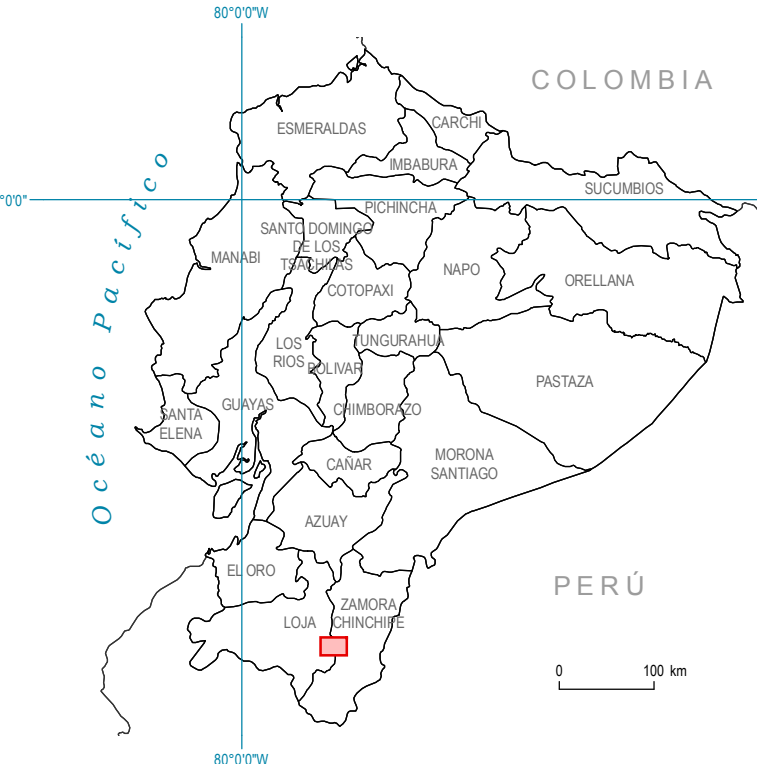 80°0'0"W
COLOMBIA
ESMERALDAS
CARCHI
IMBABURA
SUCUMBIOS
°0'0"
PICHINCHA
Océano Pacífico
SANTO DOMINGO
DE LOS
TSACHILAS
MANABI
NAPO
ORELLANA
COTOPAXI
TUNGURAHUA
LOS
RIOS
BOLIVAR
PASTAZA
GUAYAS
CHIMBORAZO
SANTA
ELENA
CAÑAR
MORONA
SANTIAGO
AZUAY
EL ORO
PERÚ
ZAMORA
CHINCHIPE
LOJA
0
100 km
80°0'0"W